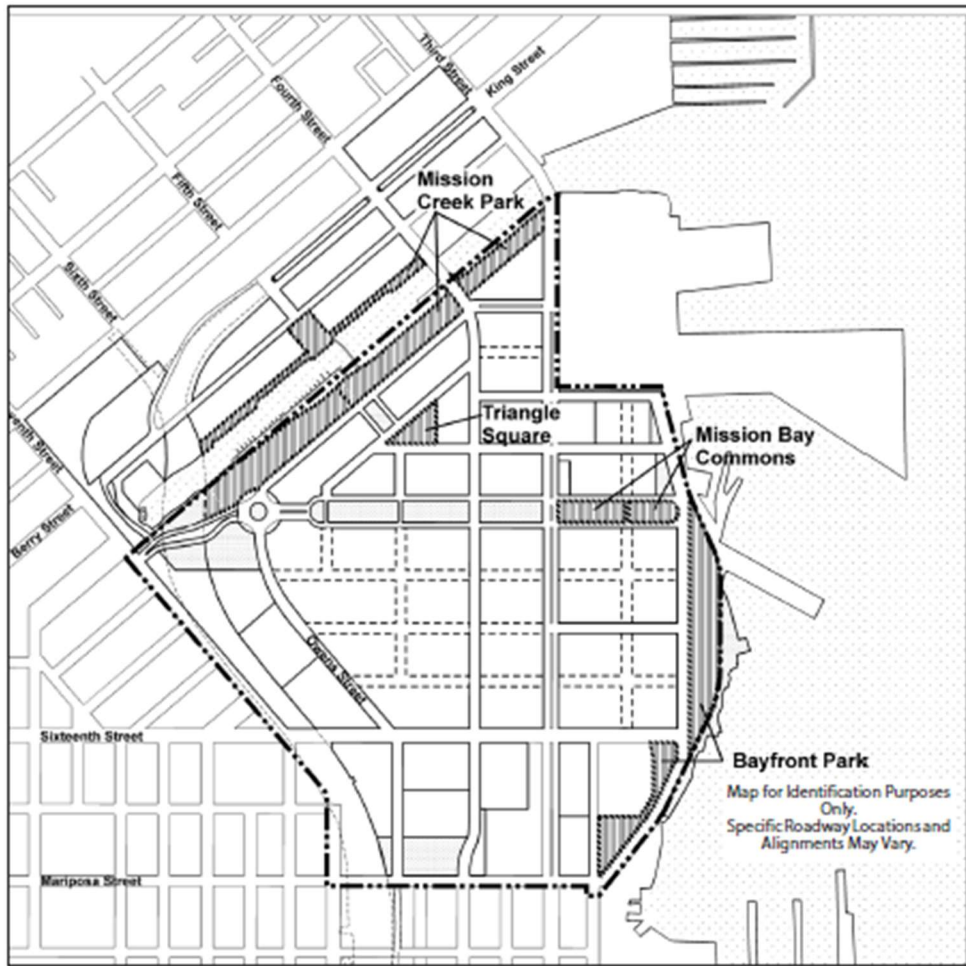 Third Street
King Street
Fourth Street
Fifth Street
Sixth Street
Mission
Creek Park
Triangle
Square
Mission Bay
Commons
Berry Street
Owens Street
Sixteenth Street
Bayfront Park
Map for Identification Purposes
Only.
Specific Roadway Locations and
Alignments May Vary.
Mariposa Street